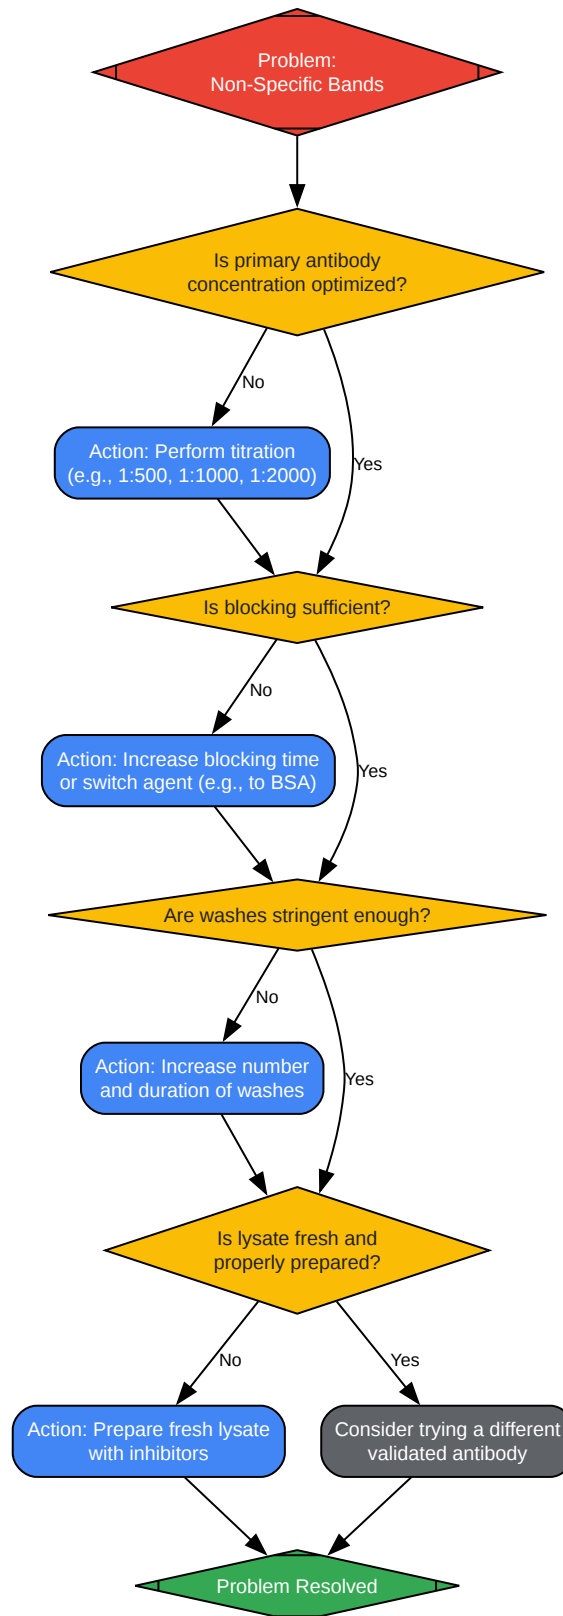 Problem:
Non-Specific Bands
Is primary antibody
concentration optimized?
No
Action: Perform titration
(e.g., 1:500, 1:1000, 1:2000)
Yes
Is blocking sufficient?
No
Action: Increase blocking time
or switch agent (e.g., to BSA)
Yes
Are washes stringent enough?
No
Action: Increase number
and duration of washes
Yes
Is lysate fresh and
properly prepared?
No
Yes
Action: Prepare fresh lysate
with inhibitors
Consider trying a different
validated antibody
Problem Resolved